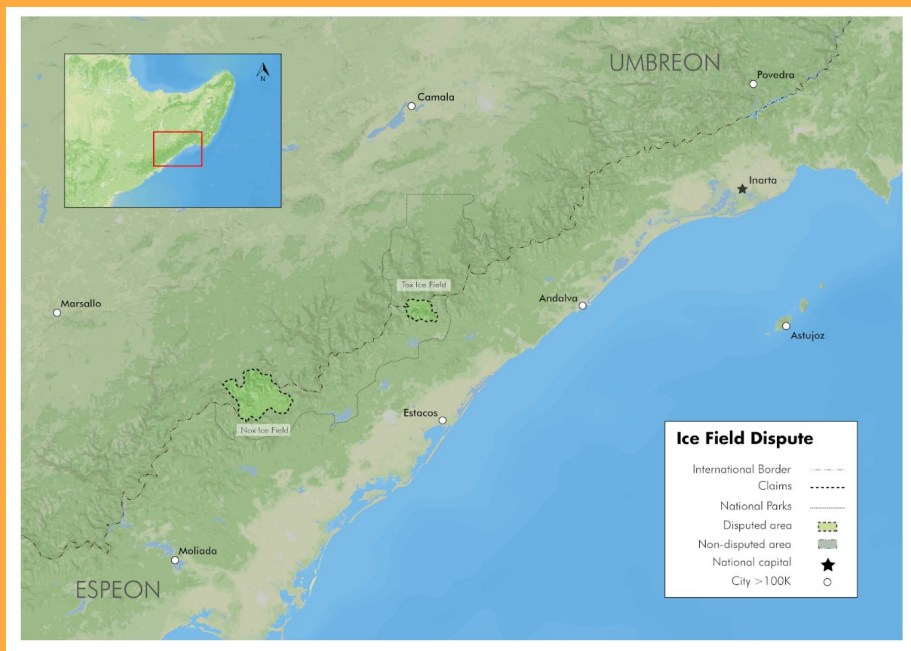 N
UMBREON
Povedra
Camala
Inarta
Tox Ice Field
Andalva
Marsallo
Astujoz
Estacos
Nox Ice Field
Moliada
ESPEON
Ice Field Dispute
International Border
Claims
National Parks
Disputed area
Non-disputed area
National capital
City >100K